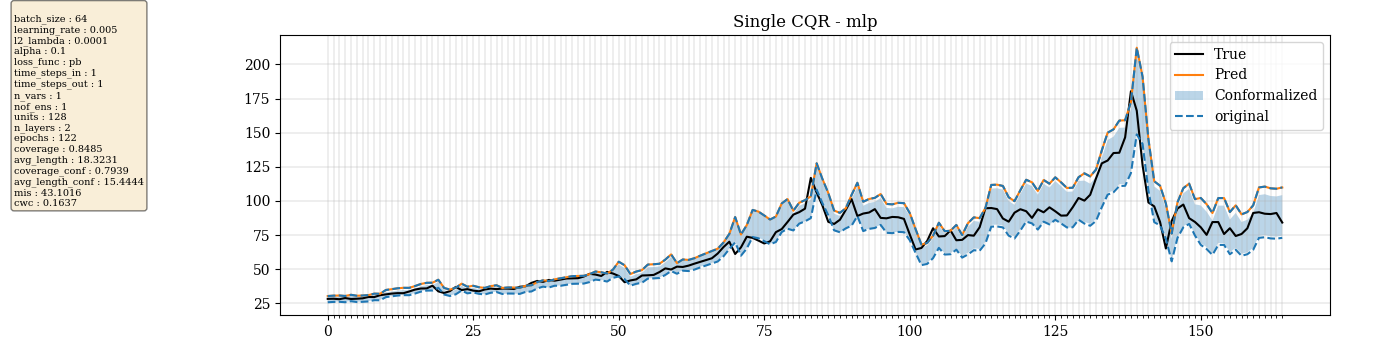 batch_size : 64
learning_rate : 0.005
l2_lambda : 0.0001
alpha : 0.1
loss_func : pb
time_steps_in : 1
time_steps_out : 1
n_vars : 1
nof_ens : 1
units : 128
n_layers : 2
epochs : 122
coverage : 0.8485
avg_length : 18.3231
coverage_conf : 0.7939
avg_length_conf : 15.4444
mis : 43.1016
cwc : 0.1637
Single CQR - mlp
200
175
150
125
100
75
50
25
0 25 50 75 100 125 150
True
Pred
Conformalized
original